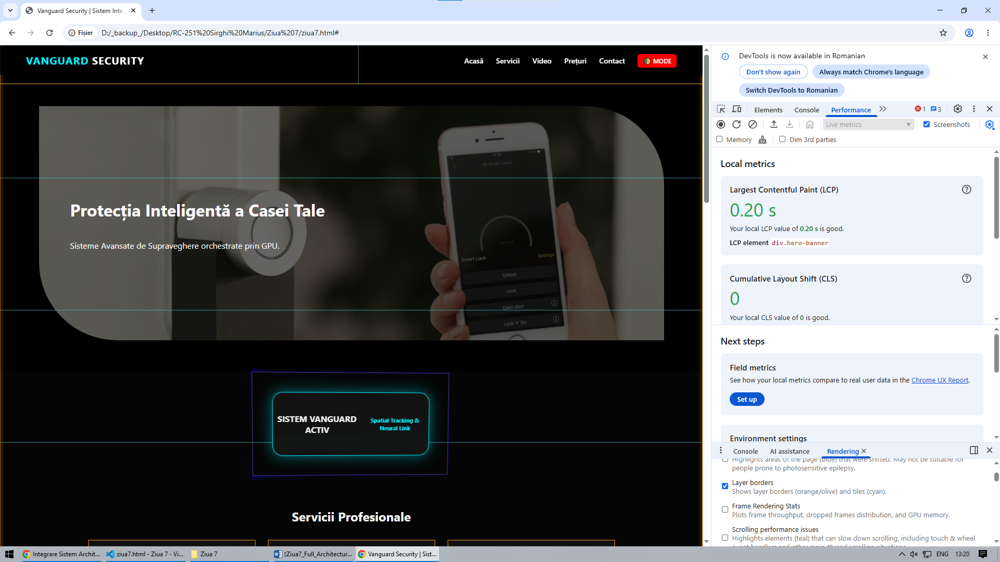 Vanguard Security | Sistem Inte
Fișier
D:/_backup_/Desktop/RC-251%20Sirghi%20Marius/Ziua%207/ziua7.html#
VANGUARD SECURITY
Acasă
Servicii
Video
Prețuri
Contact
MODE
Protecția Inteligentă a Casei Tale
Sisteme Avansate de Supraveghere orchestrate prin GPU.
10:45
All Smart Locks
locked
Smart Lock
Settings
Unlock
Lock
Open door
Lock 'n' Go
SISTEM VANGUARD
ACTIV
Spatial Tracking &
Neural Link
Servicii Profesionale
DevTools is now available in Romanian
Don't show again
Always match Chrome's language
Switch DevTools to Romanian
Elements
Console
Performance
1
3
Live metrics
Screenshots
Memory
Dim 3rd parties
Local metrics
Largest Contentful Paint (LCP)
0.20 s
Your local LCP value of 0.20 s is good.
LCP element div.hero-banner
Cumulative Layout Shift (CLS)
0
Your local CLS value of 0 is good.
Next steps
Field metrics
See how your local metrics compare to real user data in the Chrome UX Report.
Set up
Environment settings
Console
AI assistance
Rendering
Highlights areas of the page (blue) that were shifted. May not be suitable for
people prone to photosensitive epilepsy.
Layer borders
Shows layer borders (orange/olive) and tiles (cyan).
Frame Rendering Stats
Plots frame throughput, dropped frames distribution, and GPU memory.
Scrolling performance issues
Highlights elements (teal) that can slow down scrolling, including touch & wheel
event handlers and other main-thread scrolling situations.
Integrare Sistem Archit...
ziua7.html - Ziua 7 - Vi...
Ziua 7
Ziua7_Full_Architectur...
Vanguard Security | Sist...
ENG
13:20